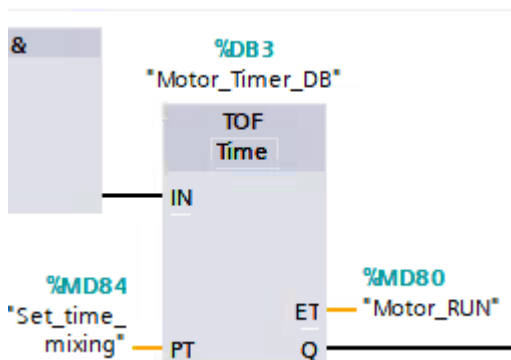 &
%DB3
"Motor_Timer_DB"
TOF
Time
IN
%MD84
"Set_time_
mixing"
PT
%MD80
ET
"Motor_RUN"
Q